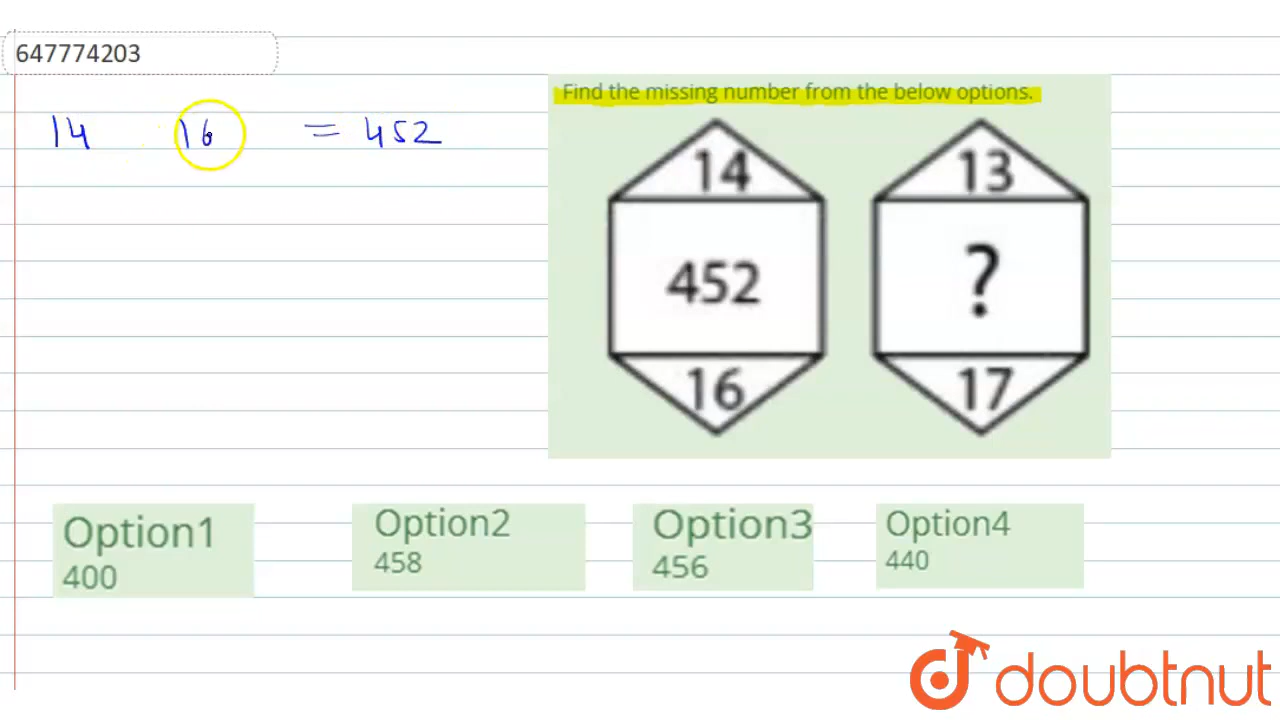 647774203
14 16 = 452
Find the missing number from the below options.
14 13
452 ?
16 17
Option1
400
Option2
458
Option3
456
Option4
440
doubtnut